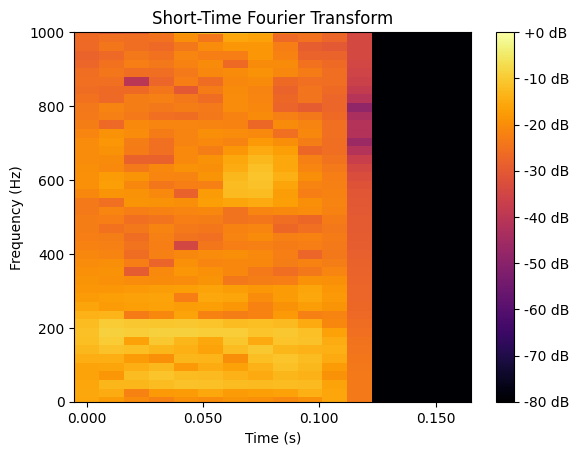 Short-Time Fourier Transform
1000
800
600
400
200
0
Frequency (Hz)
0.000
0.050
0.100
0.150
Time (s)
+0 dB
-10 dB
-20 dB
-30 dB
-40 dB
-50 dB
-60 dB
-70 dB
-80 dB